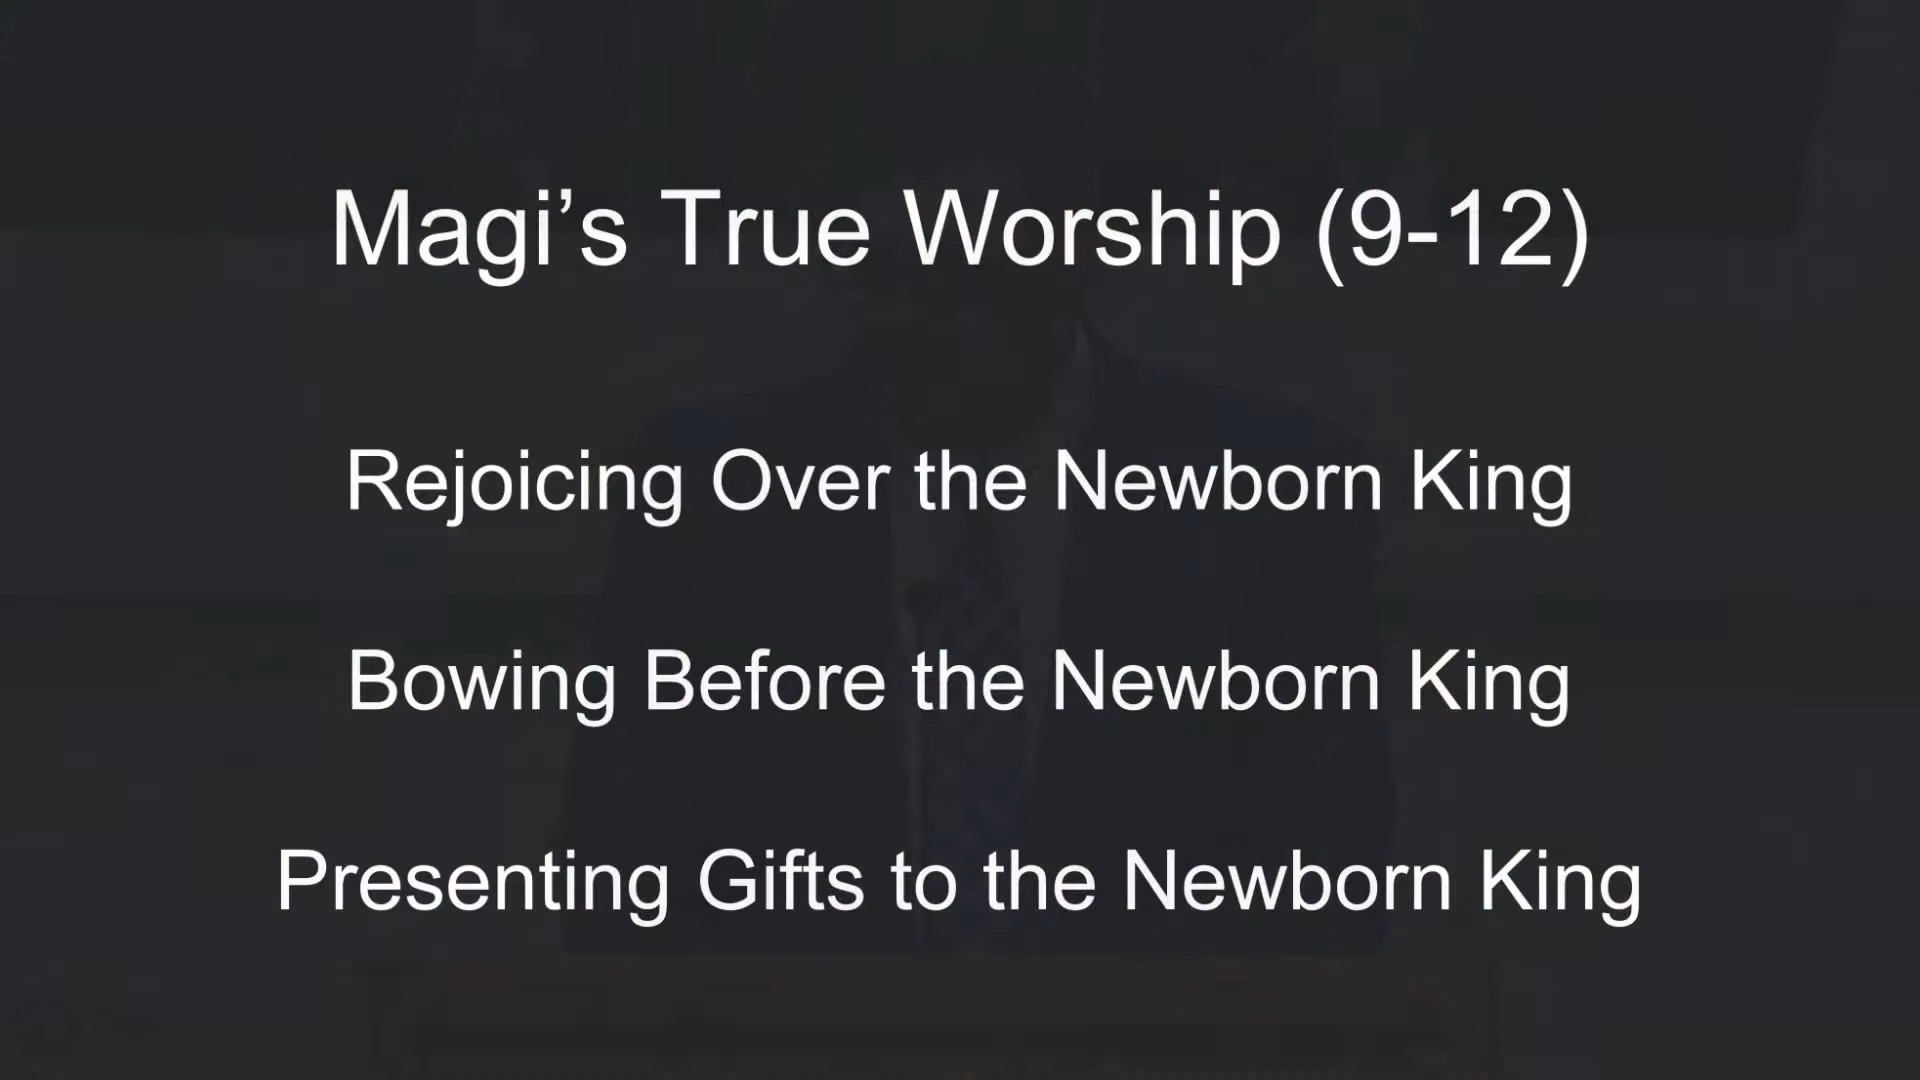 Magi’s True Worship (9-12)
Rejoicing Over the Newborn King
Bowing Before the Newborn King
Presenting Gifts to the Newborn King